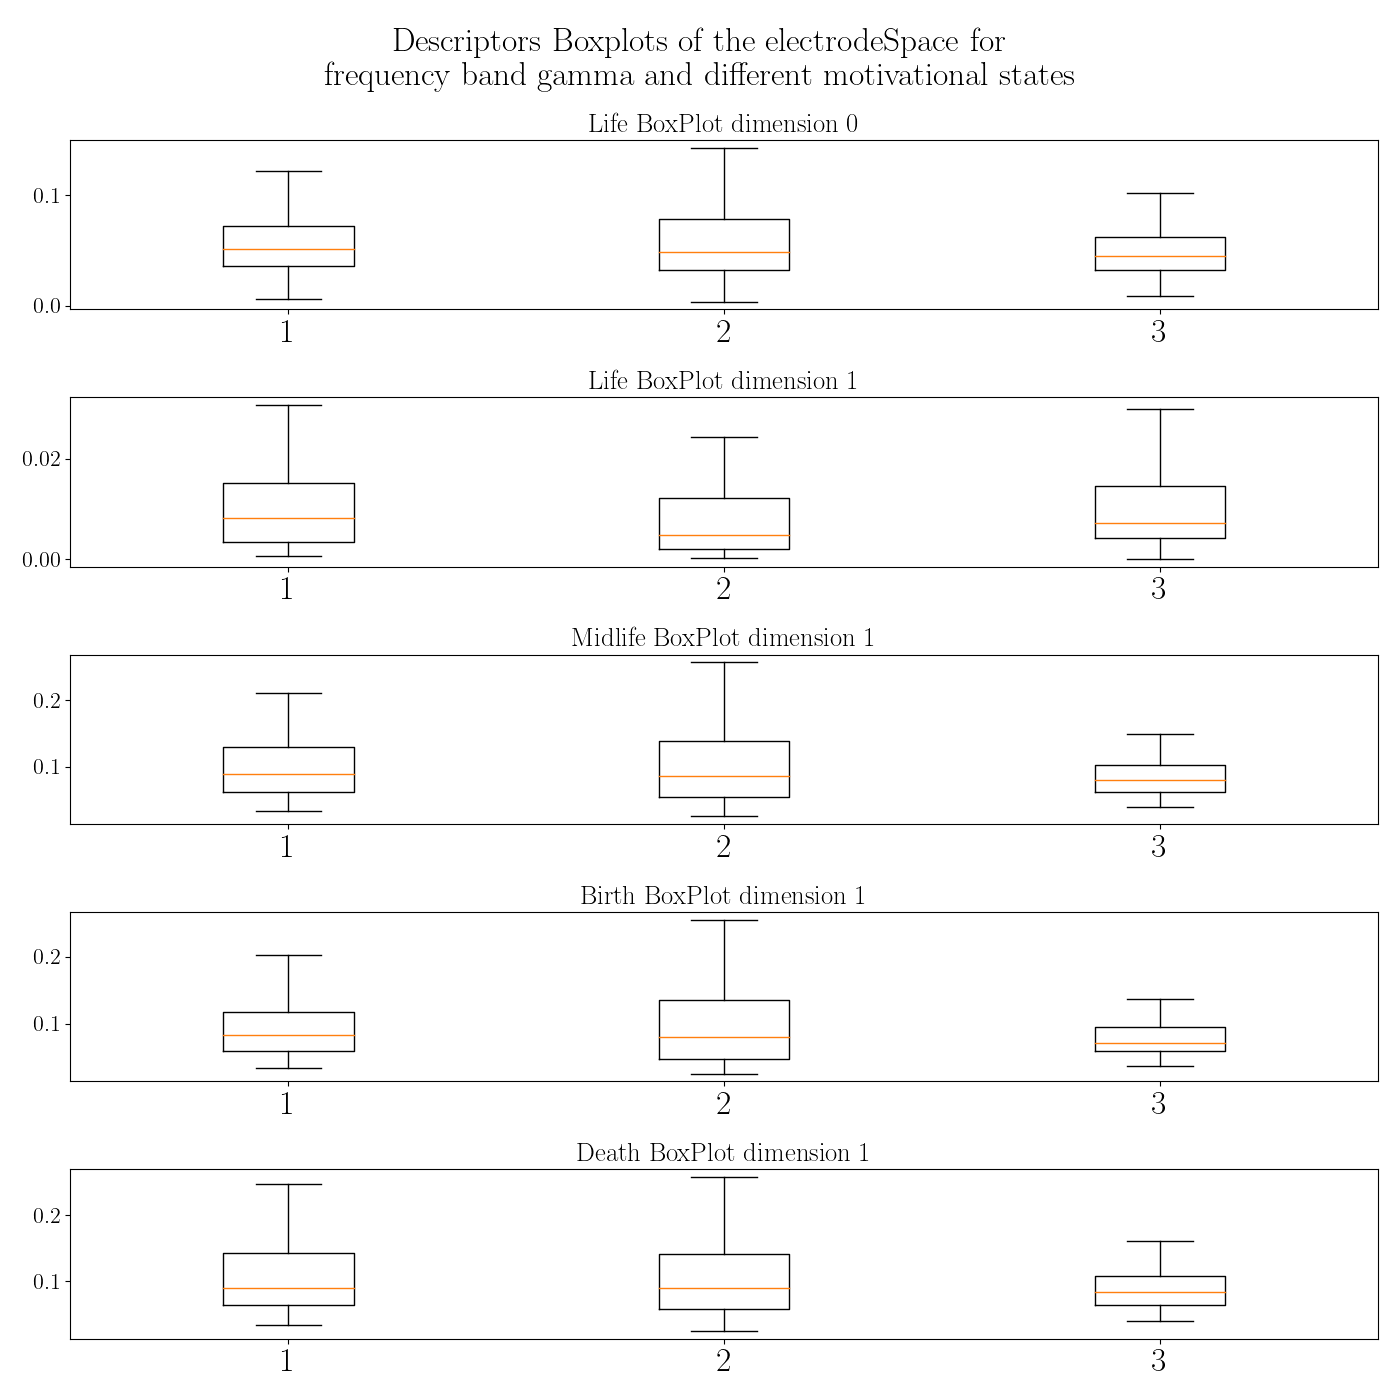 Descriptors Boxplots of the electrodeSpace for
frequency band gamma and different motivational states
Life BoxPlot dimension 0
0.1
0.0
1 2 3
Life BoxPlot dimension 1
0.02
0.00
1 2 3
Midlife BoxPlot dimension 1
0.2
0.1
1 2 3
Birth BoxPlot dimension 1
0.2
0.1
1 2 3
Death BoxPlot dimension 1
0.2
0.1
1 2 3